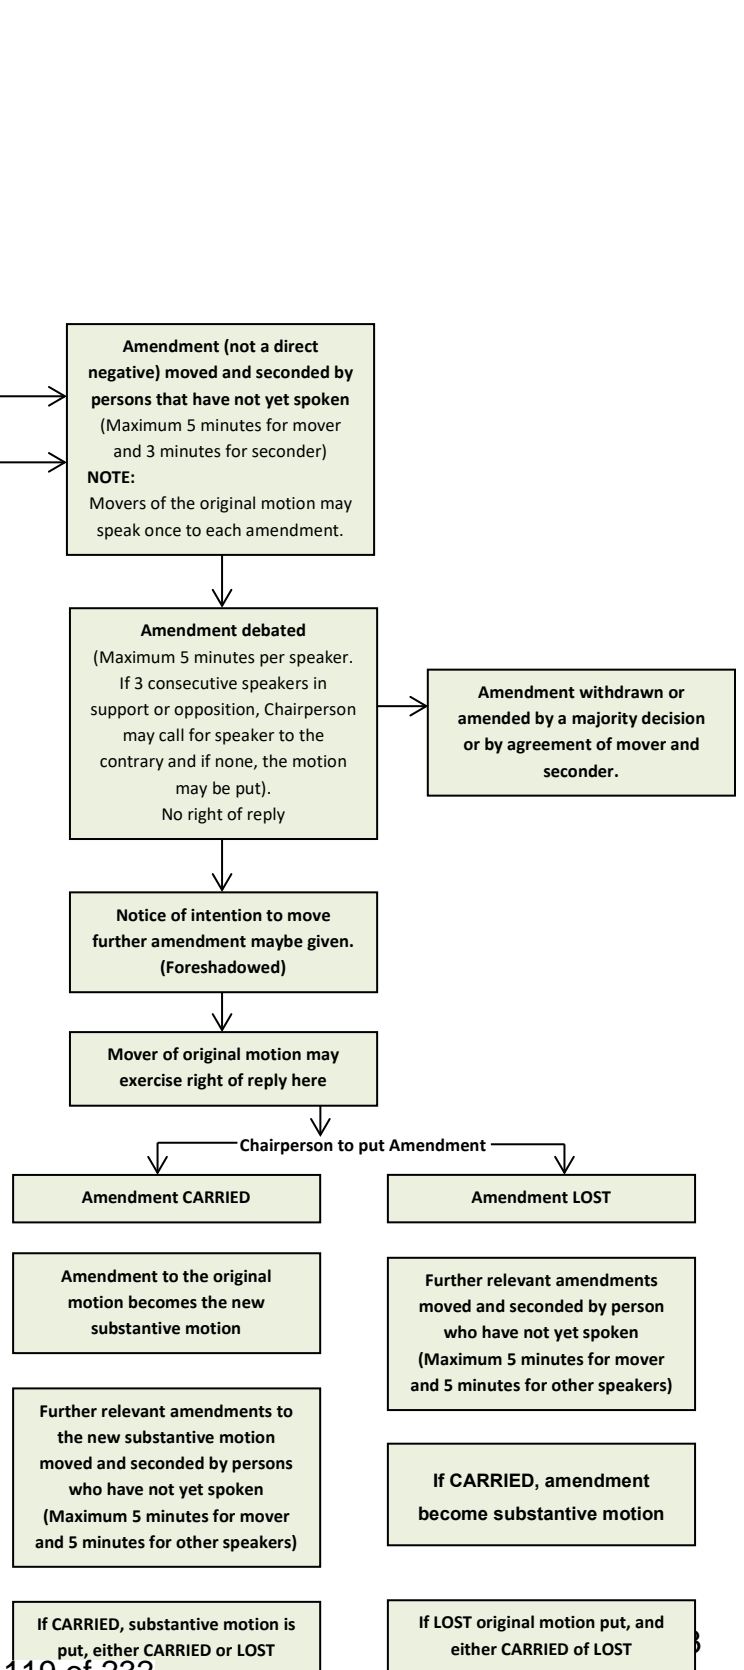 Amendment (not a direct
negative) moved and seconded by
persons that have not yet spoken
(Maximum 5 minutes for mover
and 3 minutes for seconder)
NOTE:
Movers of the original motion may
speak once to each amendment.
Amendment debated
(Maximum 5 minutes per speaker.
If 3 consecutive speakers in
support or opposition, Chairperson
may call for speaker to the
contrary and if none, the motion
may be put).
No right of reply
Amendment withdrawn or
amended by a majority decision
or by agreement of mover and
seconder.
Notice of intention to move
further amendment maybe given.
(Foreshadowed)
Mover of original motion may
exercise right of reply here
Chairperson to put Amendment
Amendment CARRIED
Amendment to the original
motion becomes the new
substantive motion
Further relevant amendments to
the new substantive motion
moved and seconded by persons
who have not yet spoken
(Maximum 5 minutes for mover
and 5 minutes for other speakers)
If CARRIED, substantive motion is
put, either CARRIED or LOST
Amendment LOST
Further relevant amendments
moved and seconded by person
who have not yet spoken
(Maximum 5 minutes for mover
and 5 minutes for other speakers)
If CARRIED, amendment
become substantive motion
If LOST original motion put, and
either CARRIED of LOST
119 of 232